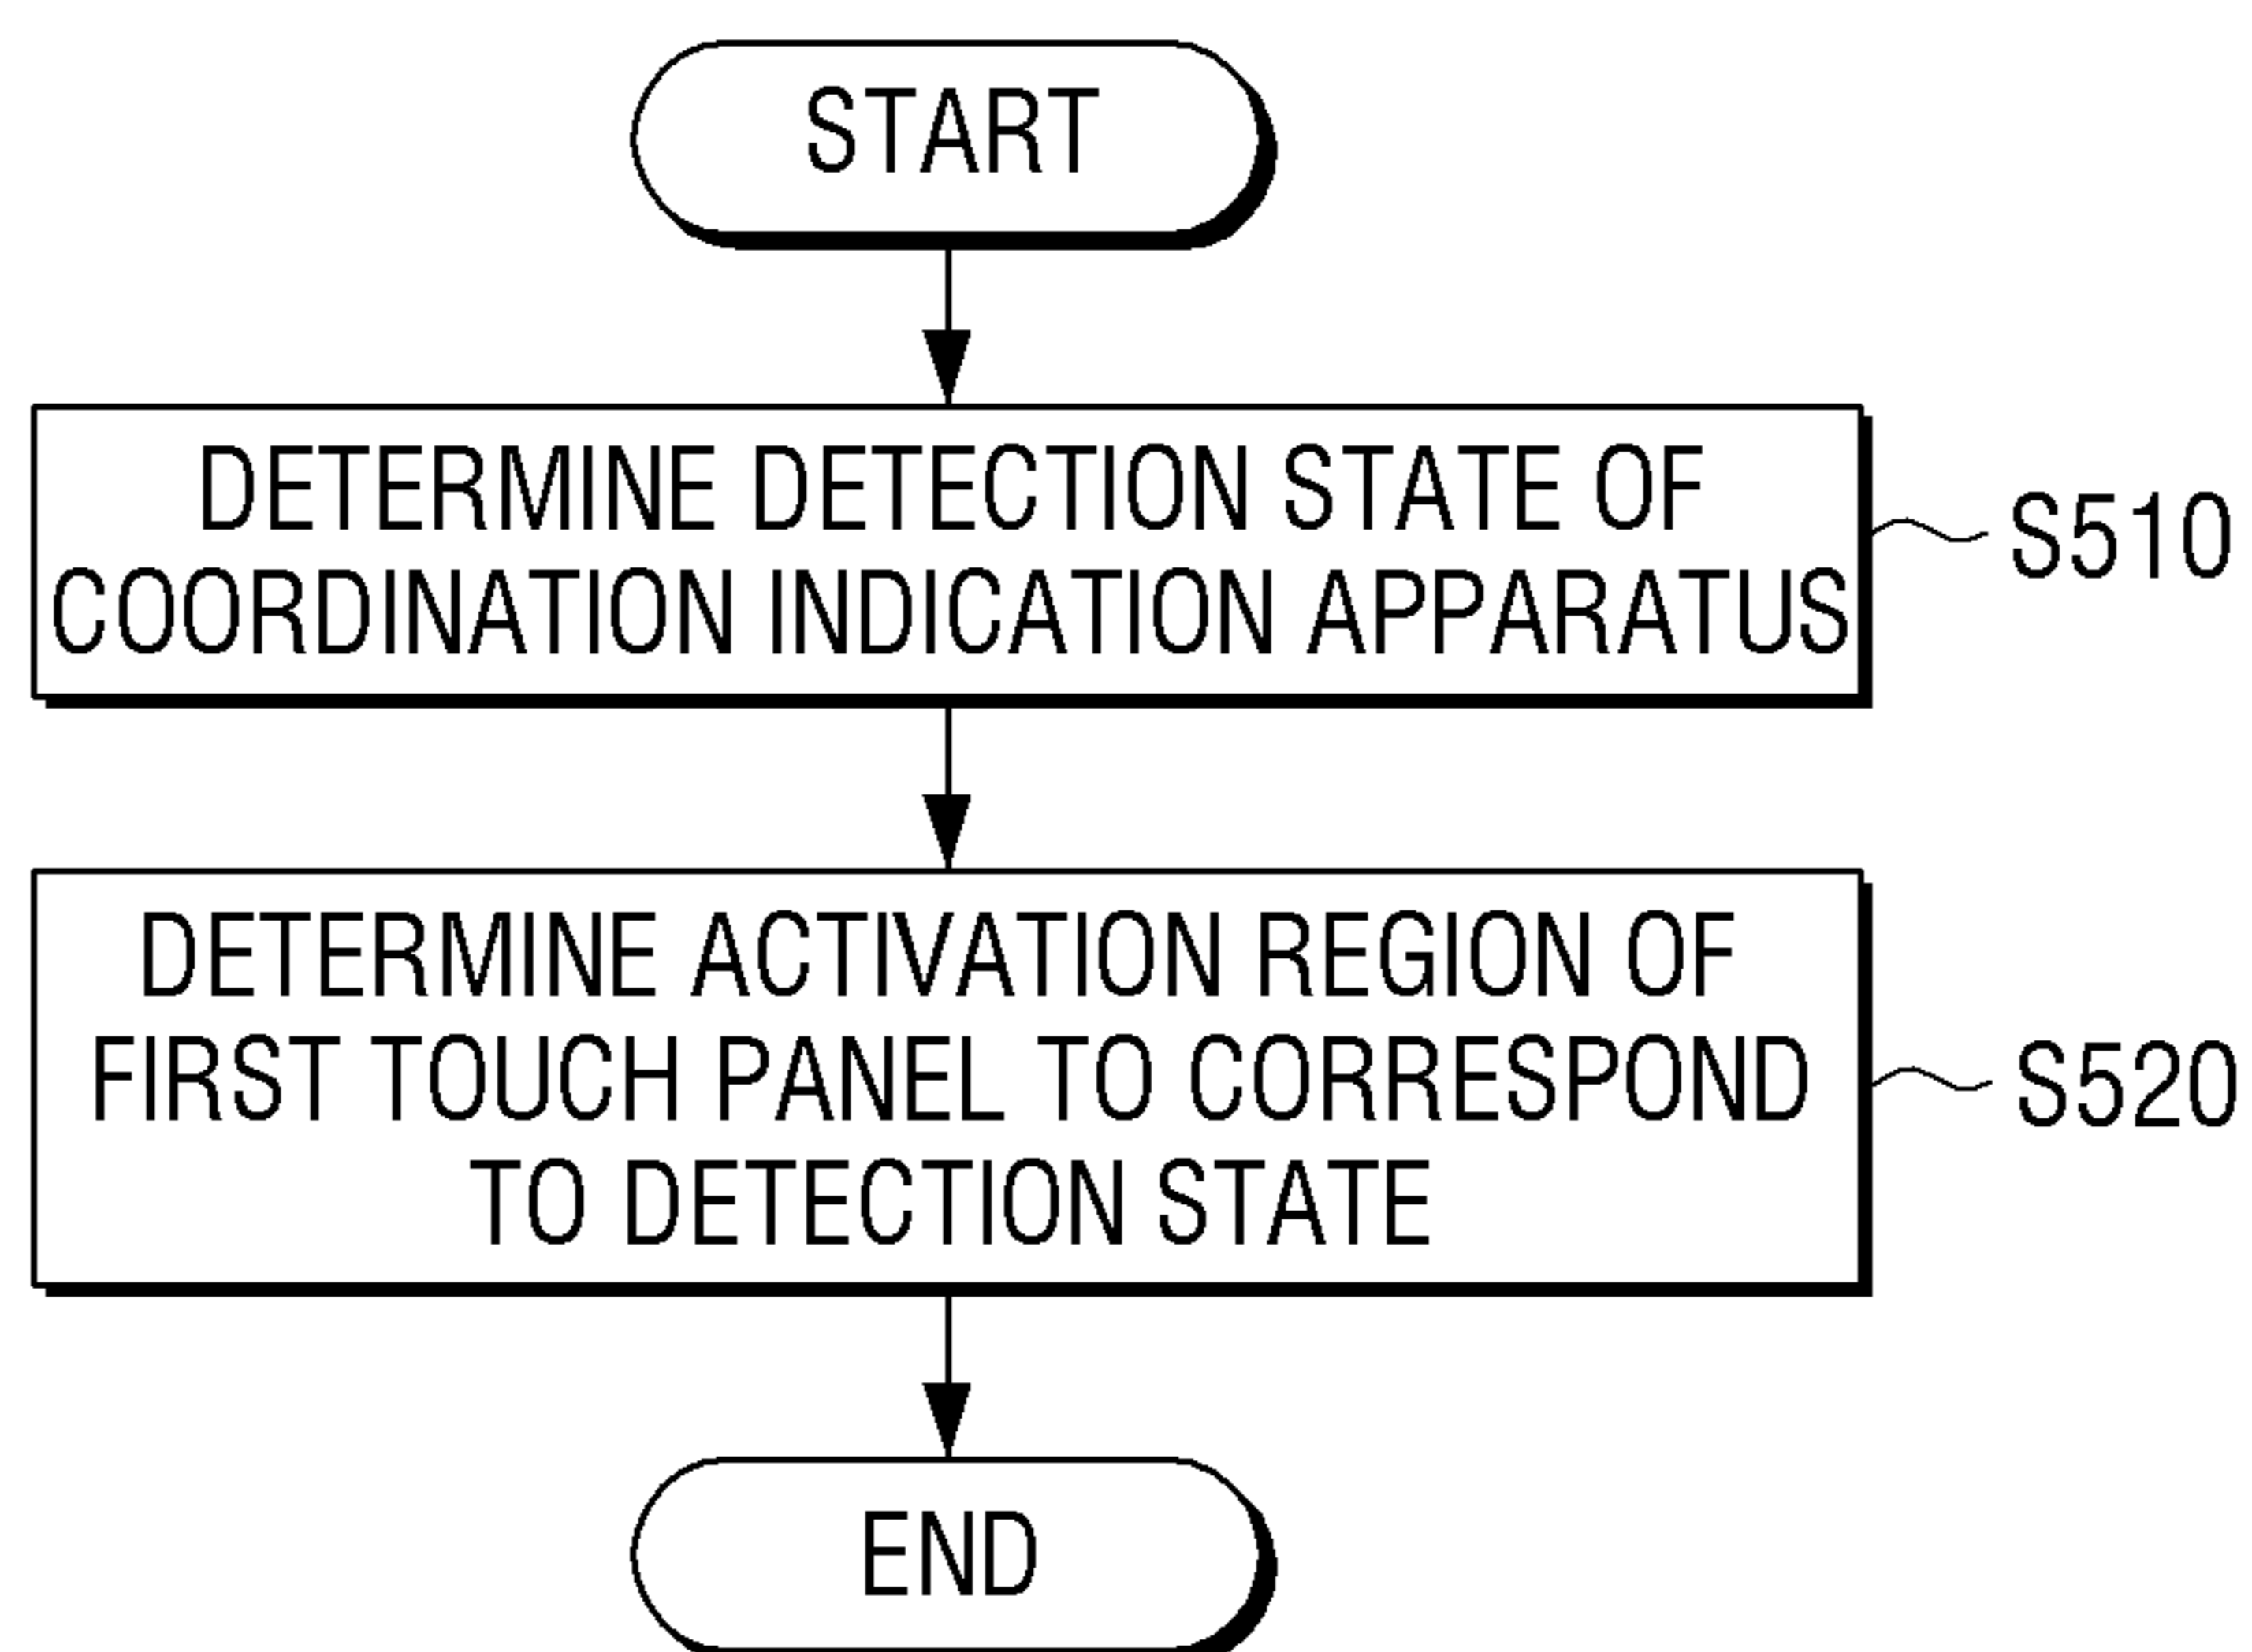 START
DETERMINE DETECTION STATE OF
COORDINATION INDICATION APPARATUS
S510
DETERMINE ACTIVATION REGION OF
FIRST TOUCH PANEL TO CORRESPOND
TO DETECTION STATE
S520
END